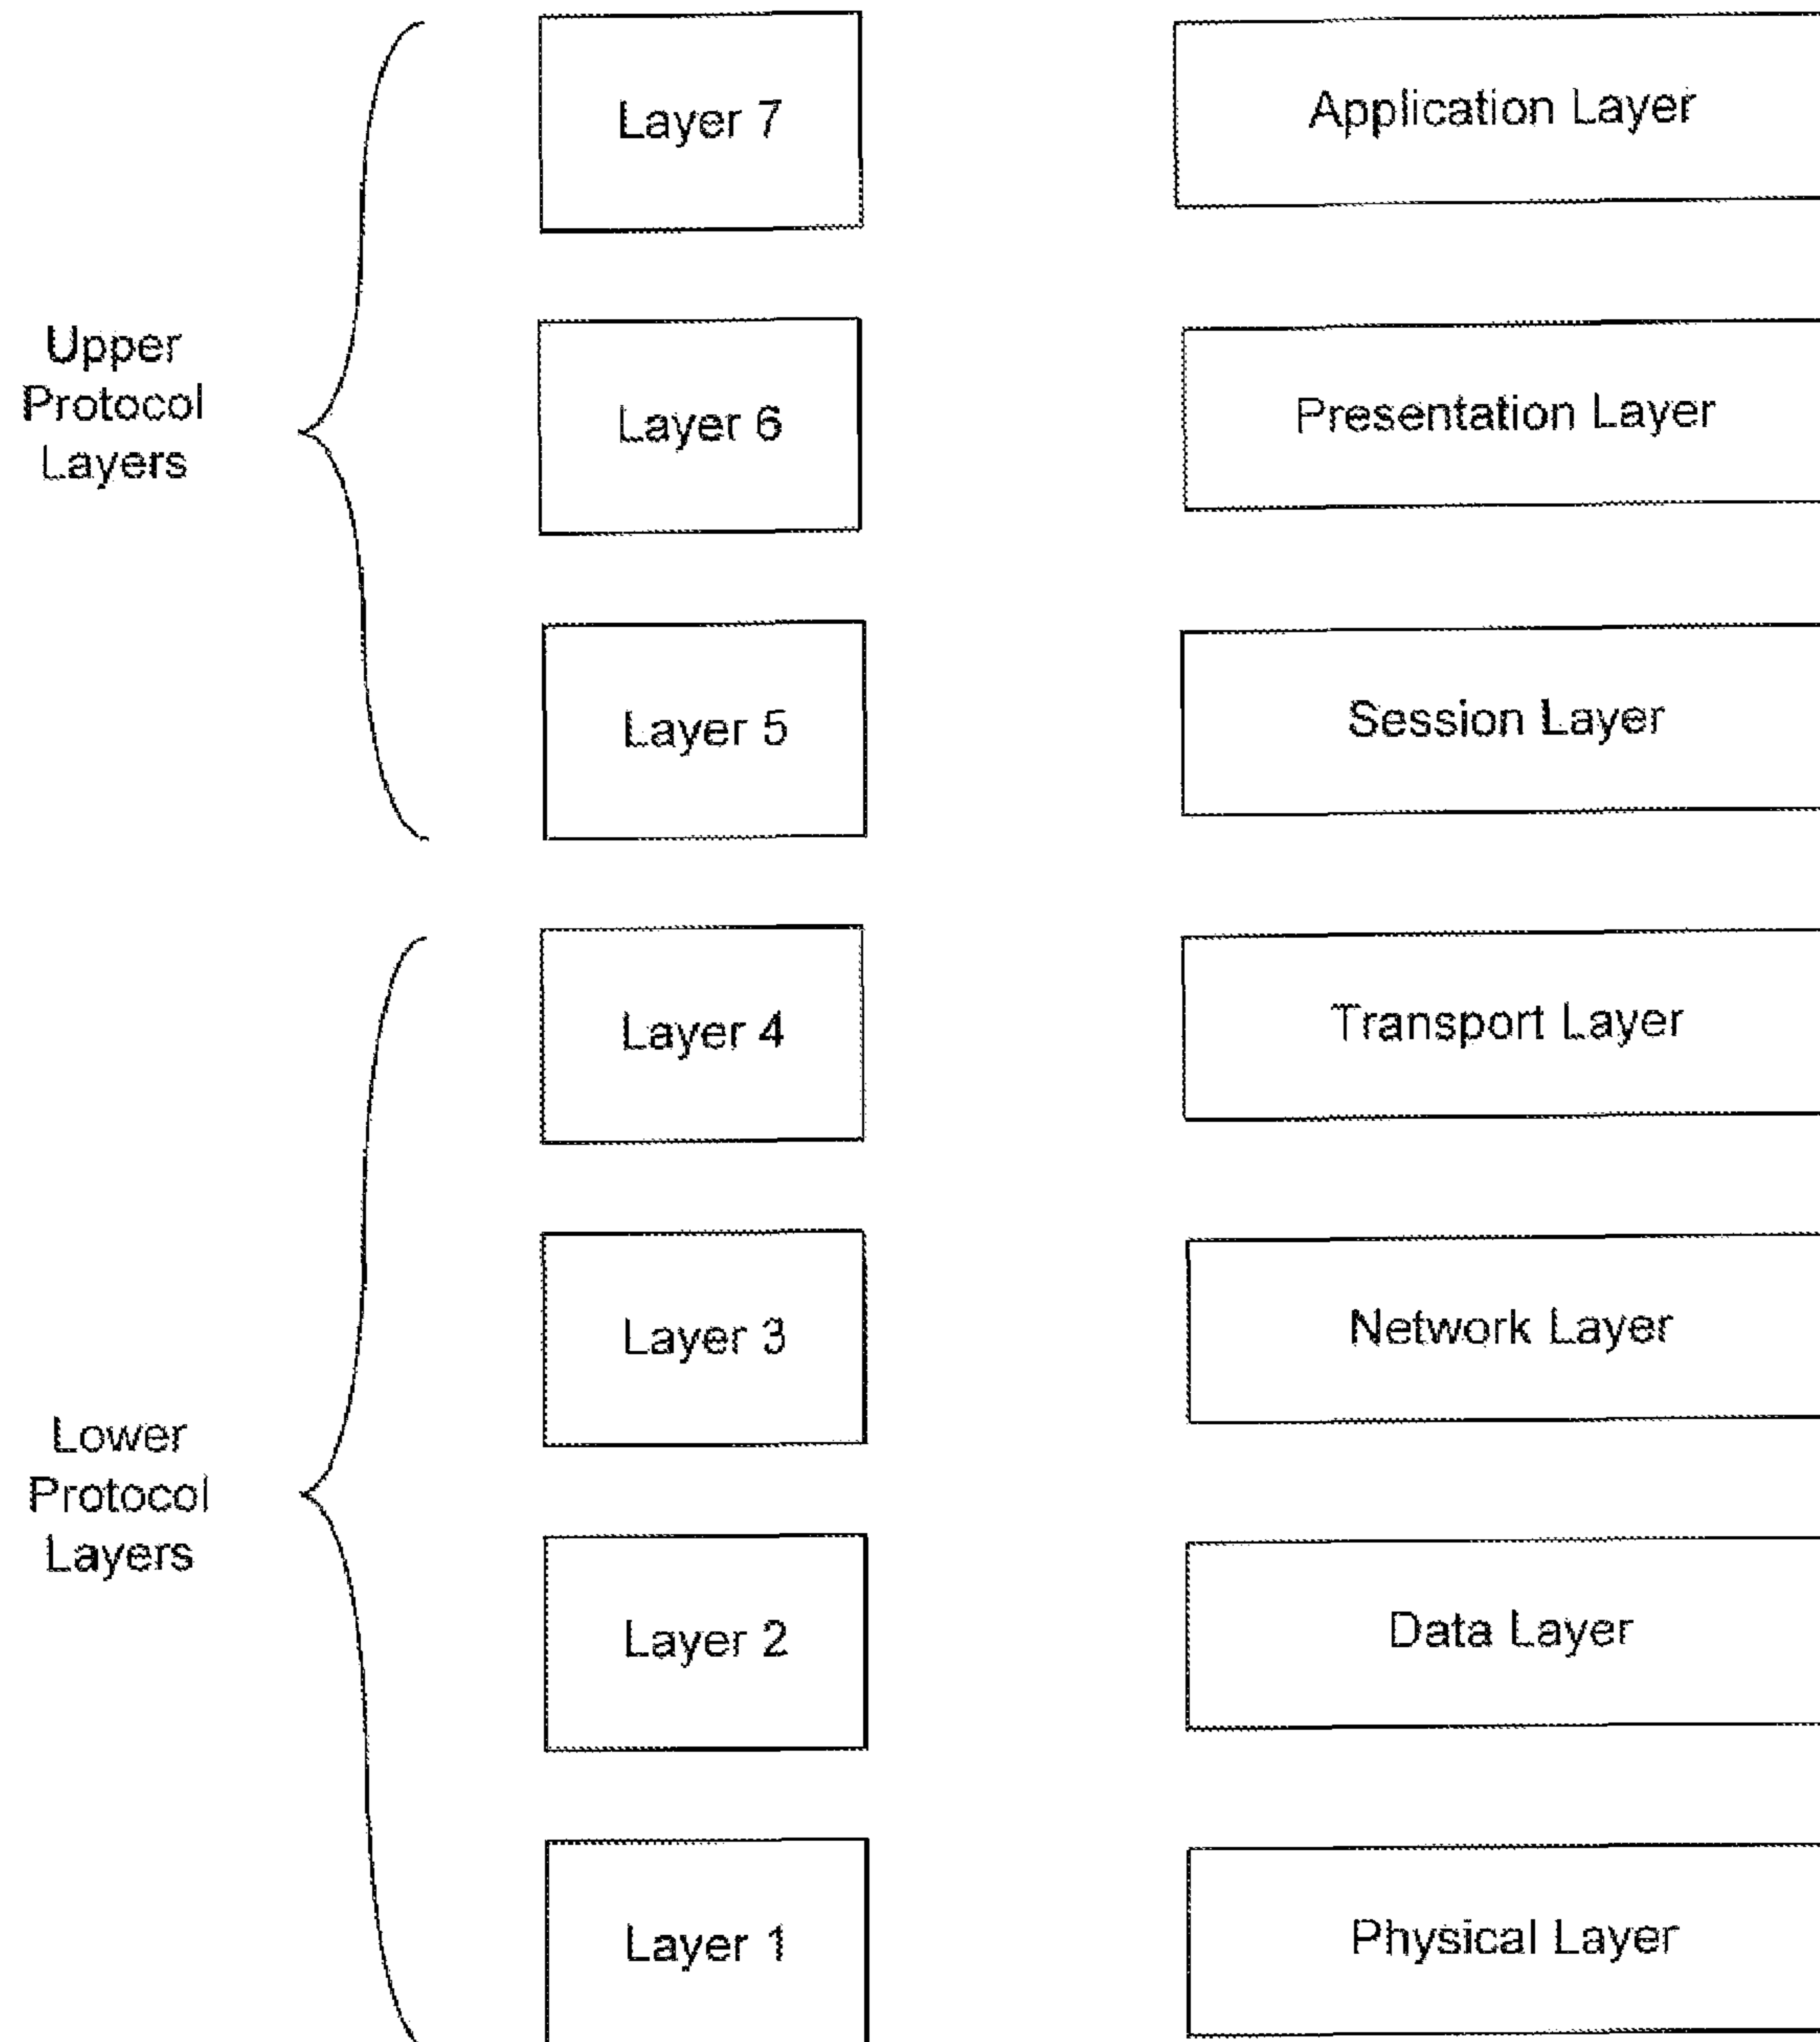 Layer 7
Application Layer
Upper
Protocol
Layers
Layer 6
Presentation Layer
Layer 5
Session Layer
Layer 4
Transport Layer
Layer 3
Network Layer
Lower
Protocol
Layers
Layer 2
Data Layer
Layer 1
Physical Layer